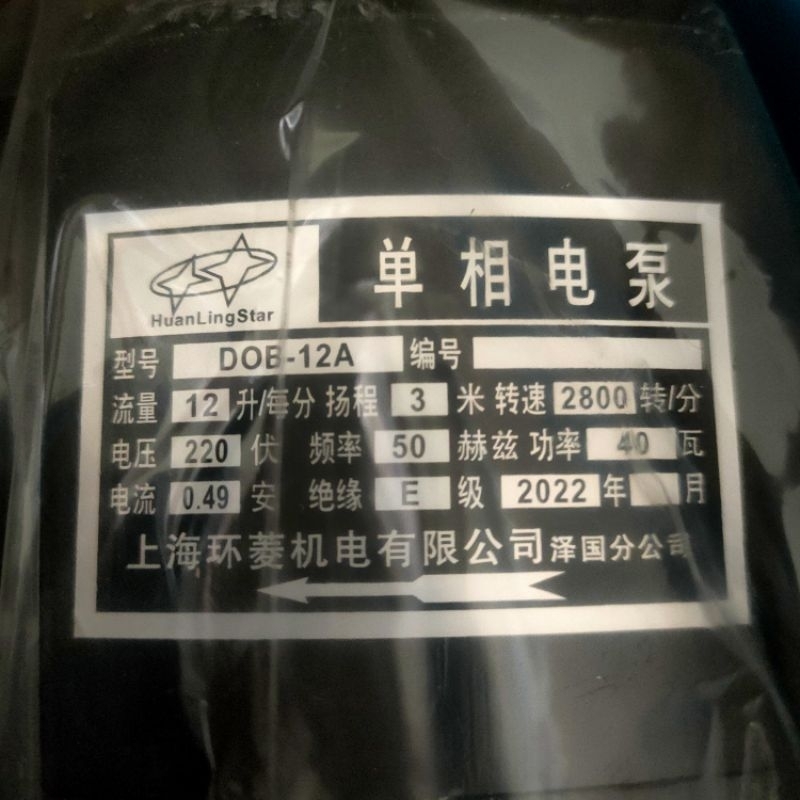 HuanLingStar
单相电泵
型号 DOB-12A 编号
流量 12 升/每分 扬程 3 米 转速 2800 转/分
电压 220 伏 频率 50 赫兹 功率 40 瓦
电流 0.49 安 绝缘 E 级 2022 年 月
上海环菱机电有限公司泽国分公司